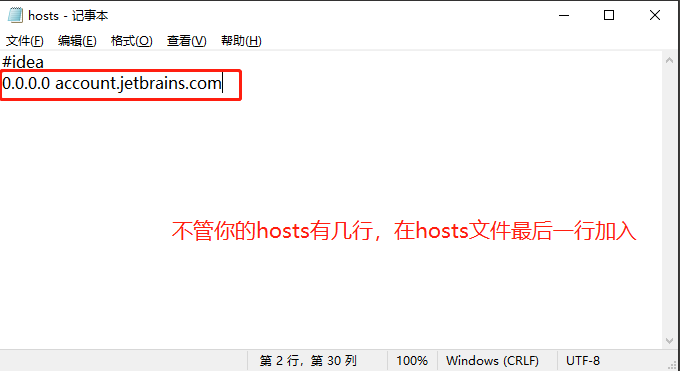 hosts - 记事本
文件(F) 编辑(E) 格式(O) 查看(V) 帮助(H)
#idea
0.0.0.0 account.jetbrains.com
不管你的hosts有几行，在hosts文件最后一行加入
第 2 行，第 30 列 100% Windows (CRLF) UTF-8